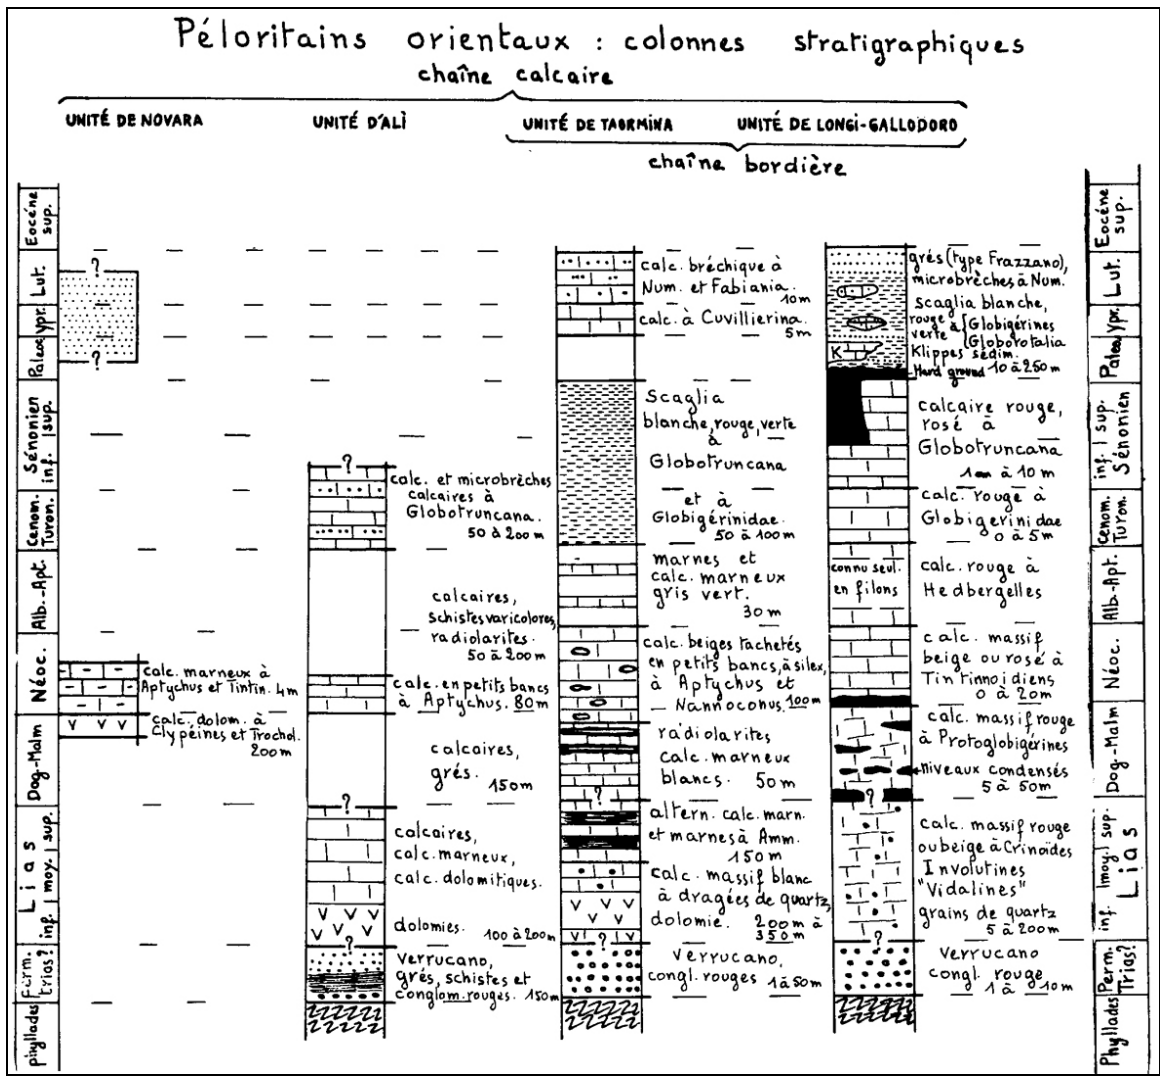 Péloritains orientaux : colonnes stratigraphiques
chaîne calcaire
UNITÉ DE NOVARA
UNITÉ D'ALÌ
UNITÉ DE TAORMINA
UNITÉ DE LONGI-GALLODORO
chaîne bordière
Eocéne sup.
Lut.
Ypr.
Paleoc
Sénonien
inf. sup.
Cenom. Turon.
Alb.-Apt.
Néoc.
Dog-Malm
Lias
inf. moy. sup.
Perm. Trias?
phyllades
?
?
calc. marneux à
Aptychus et Tintin. 4m
calc. dolom. à
Clypéines et Trochol.
200m
?
calc. et microbrèches
calcaires à
Globotruncana.
50 à 200m
calcaires,
schistes varicolores,
radiolarites.
50 à 200m
calc. en petits bancs
à Aptychus. 80m
calcaires,
grés. 150m
?
calcaires,
calc. marneux,
calc. dolomitiques.
dolomies. 100 à 200m
?
verrucano,
grés, schistes et
conglom. rouges. 150m
calc. bréchique à
Num. et Fabiania.
10m
calc. à Cuvillierina.
5m
Scaglia
blanche, rouge, verte
à
Globotruncana
et à
Globigérinidae.
50 à 100m
marnes et
calc. marneux
gris vert.
30m
calc. beiges tachetés
en petits bancs, à silex,
à Aptychus et
Nannoconus. 100m
radiolarites
calc. marneux
blancs. 50m
?
altern. calc. marn.
et marnes à Amm.
150m
calc. massif blanc
à dragées de quartz,
dolomie. 200m à
350m
?
verrucano,
congl. rouges 1 à 50m
grés (type Frazzano),
microbrèches à Num.
scaglia blanche,
rouge à Globigérines
verte Globorotalia
K Klippes sédim.
Hard ground 10 à 250m
calcaire rouge,
rosé à
Globotruncana
1 à 10m
calc. rouge à
Globigerinidae
0 à 5m
connu seul.
en filons
calc. rouge à
Hedbergelles
calc. massif
beige ou rosé à
Tintinnoidiens
0 à 20m
calc. massif rouge
à Protoglobigérines
niveaux condensés
5 à 50m
?
calc. massif rouge
ou beige à Crinoïdes
Involutines
"Vidalines"
grains de quartz
5 à 200m
?
verrucano
congl. rouge
1 à 10m
Eocéne sup.
Lut.
Ypr.
Paleoc
inf. sup.
Sénonien
Cenom. Turon.
Alb.-Apt.
Néoc.
Dog-Malm
inf. moy. sup.
Lias
Perm. Trias?
Phyllades